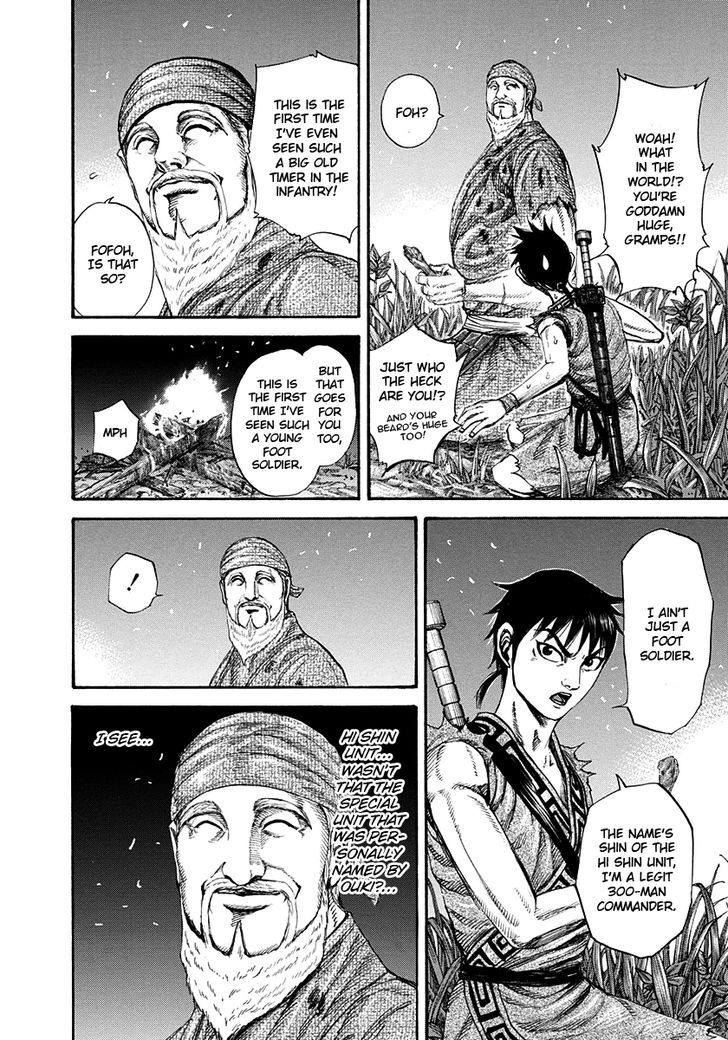 WOAH!
WHAT
IN THE
WORLD!?
YOU'RE
GODDAMN
HUGE,
GRAMPS!!
FOH?
JUST WHO
THE HECK
ARE YOU!?
AND YOUR
BEARD'S HUGE
TOO!
THIS IS
THE FIRST
TIME
I'VE EVEN
SEEN SUCH
A BIG OLD
TIMER IN THE
INFANTRY!
FOFOH,
IS THAT
SO?
BUT
THAT
GOES
FOR
YOU
TOO,
THIS IS
THE FIRST
TIME I'VE
SEEN SUCH
A YOUNG
FOOT
SOLDIER.
MPH
I AIN'T
JUST A
FOOT
SOLDIER.
THE NAME'S
SHIN OF THE
HI SHIN UNIT,
I'M A LEGIT
300-MAN
COMMANDER.
!
HI SHIN
UNIT...
WASN'T
THAT THE
SPECIAL
UNIT THAT
WAS PER-
SONALLY
NAMED BY
OUKI?...
I SEE...